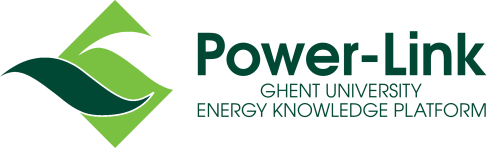 Power-Link
GHENT UNIVERSITY
ENERGY KNOWLEDGE PLATFORM